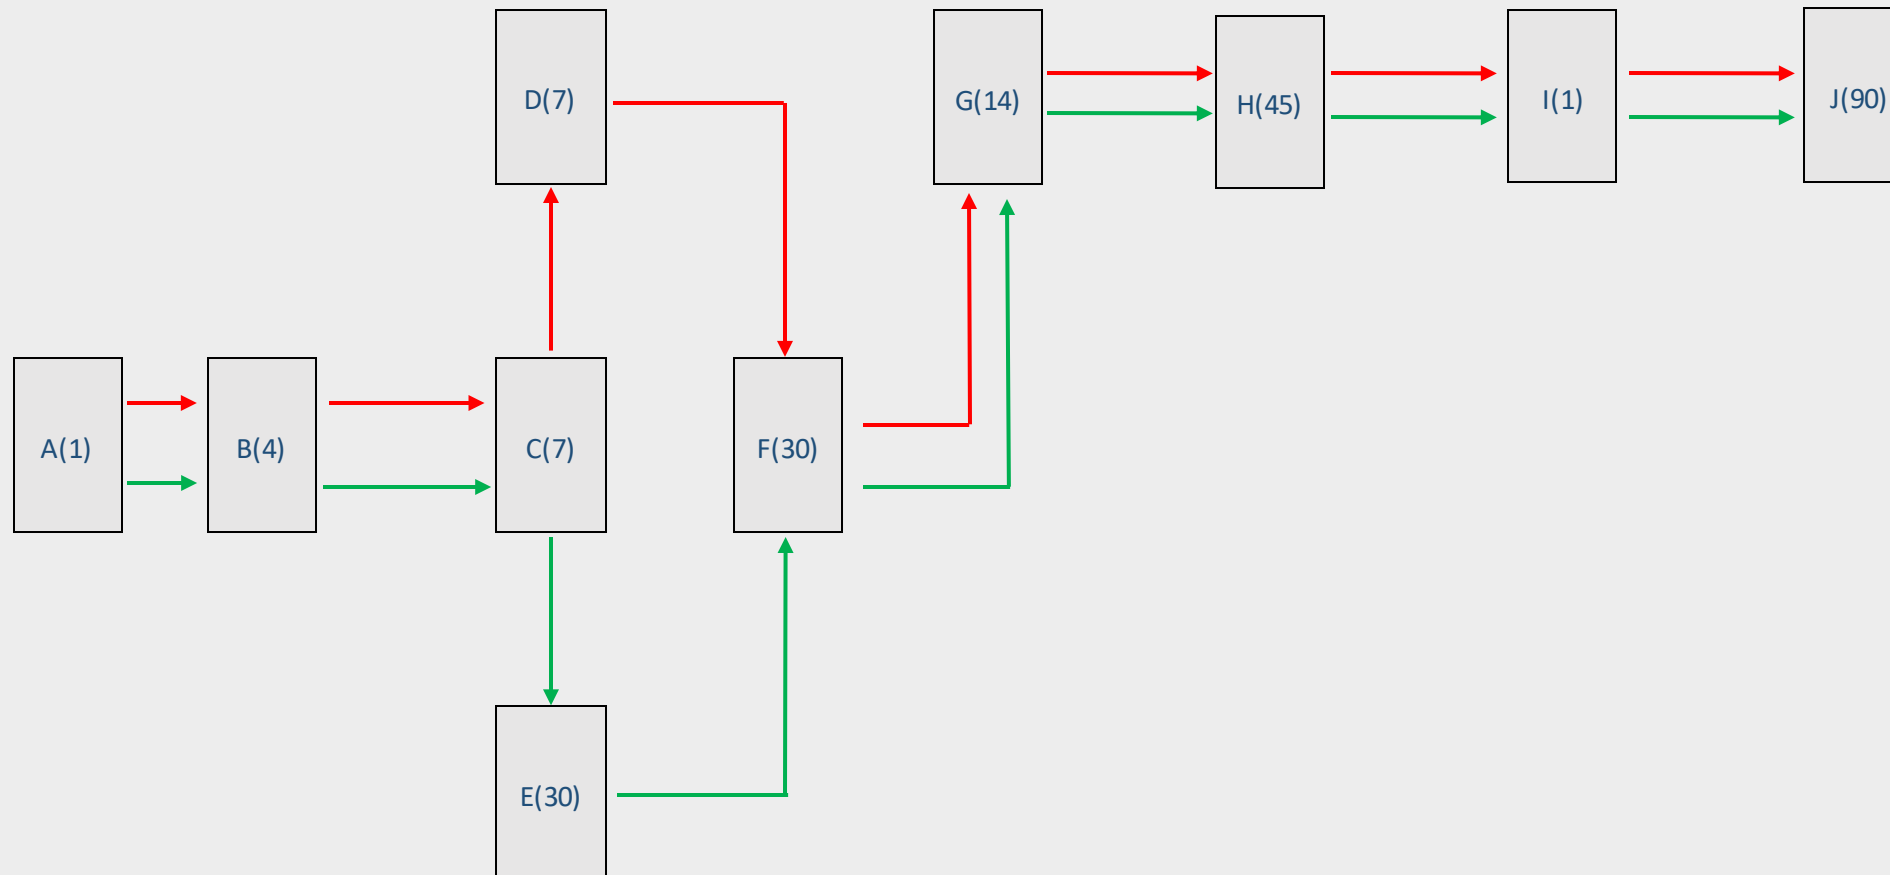 D(7)
G(14)
H(45)
I(1)
J(90)
A(1)
B(4)
C(7)
F(30)
E(30)